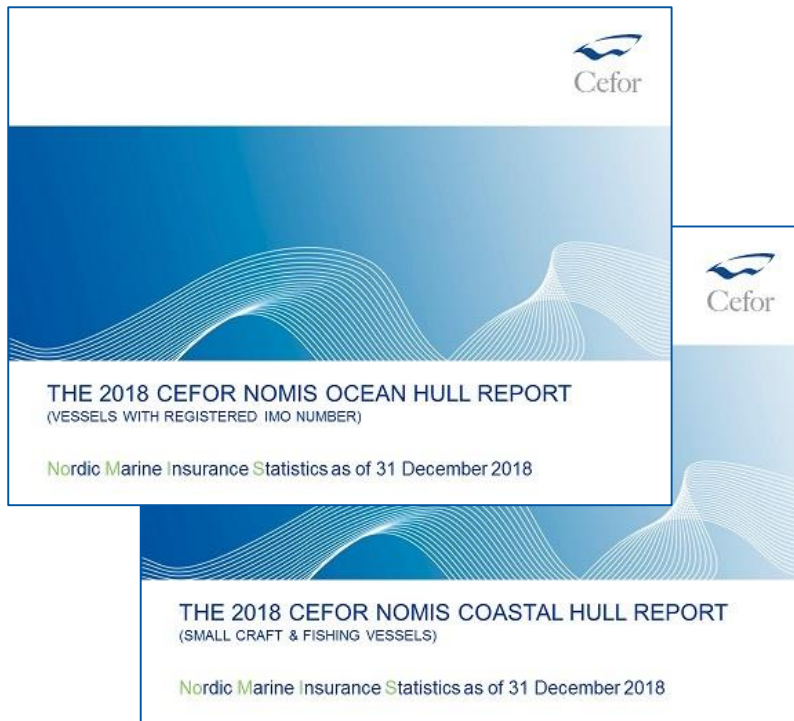 Cefor
THE 2018 CEFOR NOMIS OCEAN HULL REPORT
(VESSELS WITH REGISTERED IMO NUMBER)
Nordic Marine Insurance Statistics as of 31 December 2018
Cefor
THE 2018 CEFOR NOMIS COASTAL HULL REPORT
(SMALL CRAFT & FISHING VESSELS)
Nordic Marine Insurance Statistics as of 31 December 2018